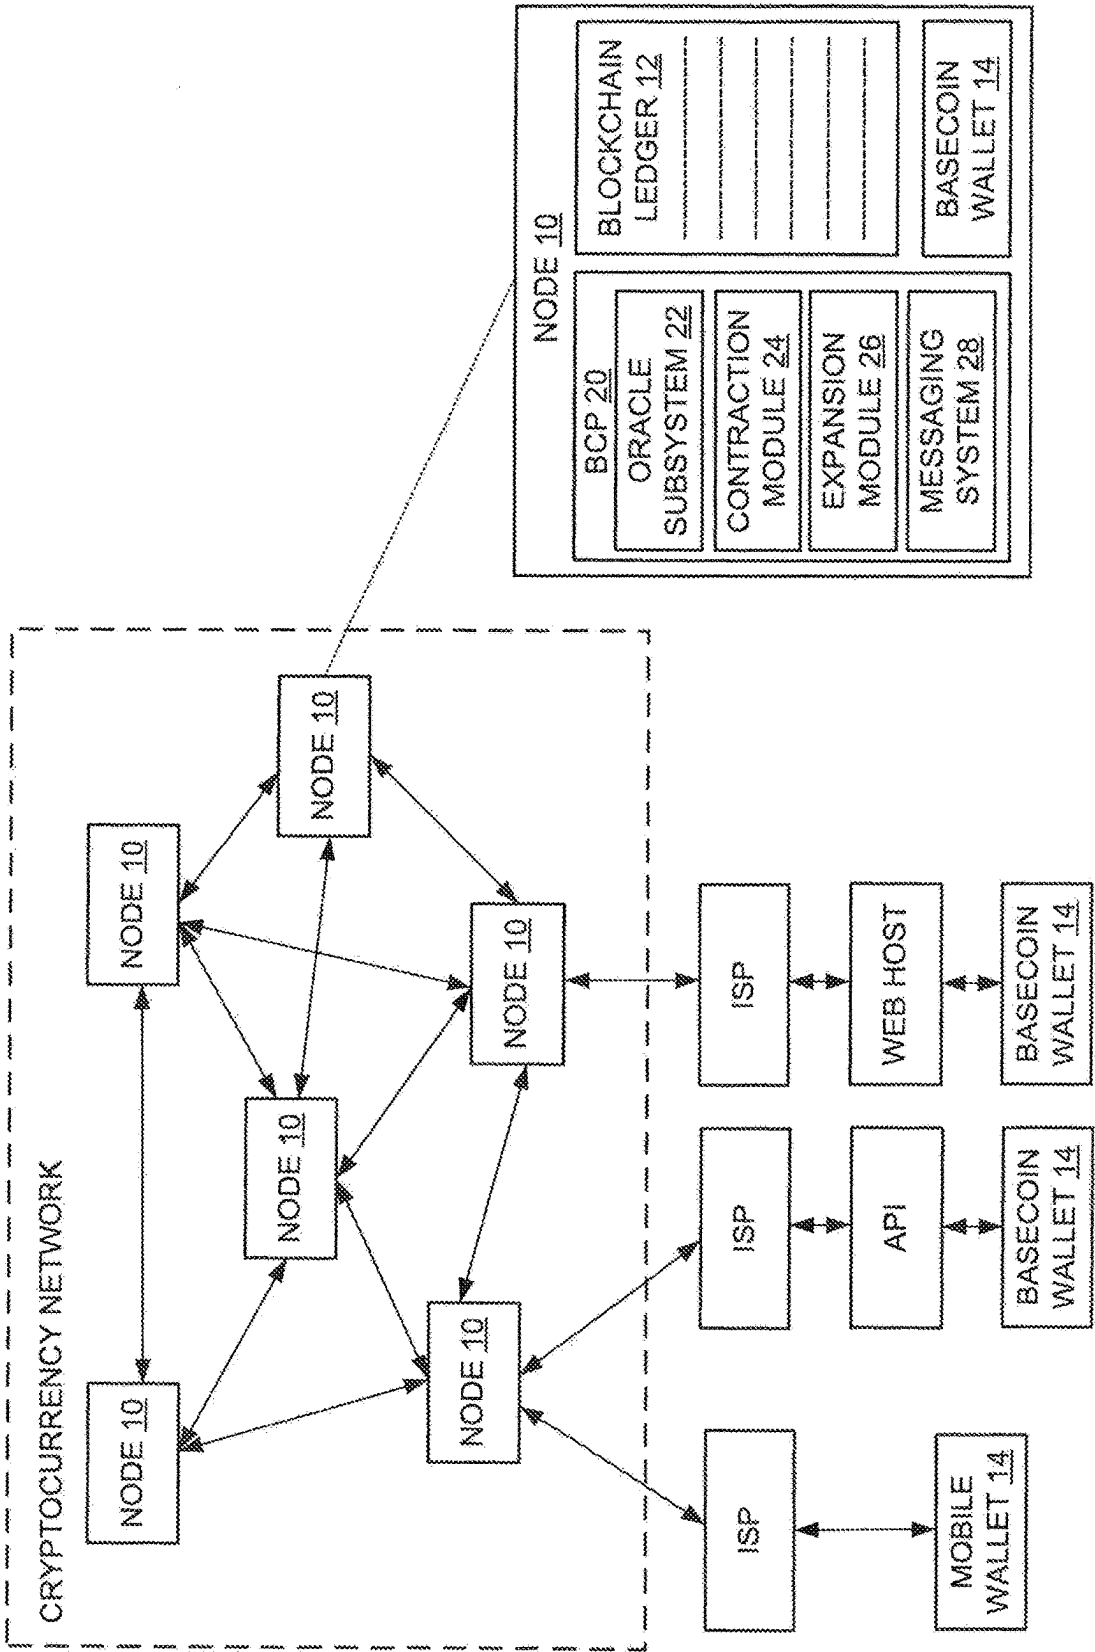 CRYPTOCURRENCY NETWORK
NODE 10
NODE 10
NODE 10
NODE 10
NODE 10
NODE 10
ISP
MOBILE
WALLET 14
ISP
API
BASECOIN
WALLET 14
ISP
WEB HOST
BASECOIN
WALLET 14
NODE 10
BCP 20
ORACLE
SUBSYSTEM 22
CONTRACTION
MODULE 24
EXPANSION
MODULE 26
MESSAGING
SYSTEM 28
BLOCKCHAIN
LEDGER 12
BASECOIN
WALLET 14